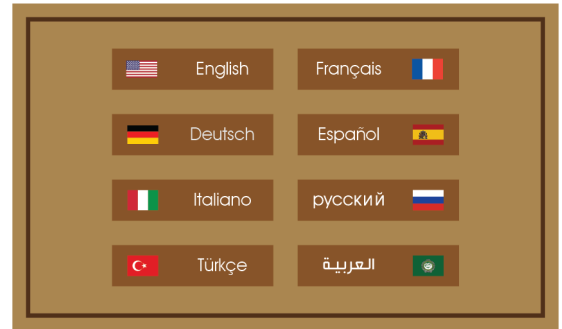 English
Français
Deutsch
Español
Italiano
русский
Türkçe
العربية